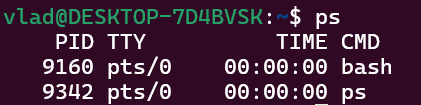 vlad@DESKTOP-7D4BVSK:~$ ps
PID TTY TIME CMD
9160 pts/0 00:00:00 bash
9342 pts/0 00:00:00 ps